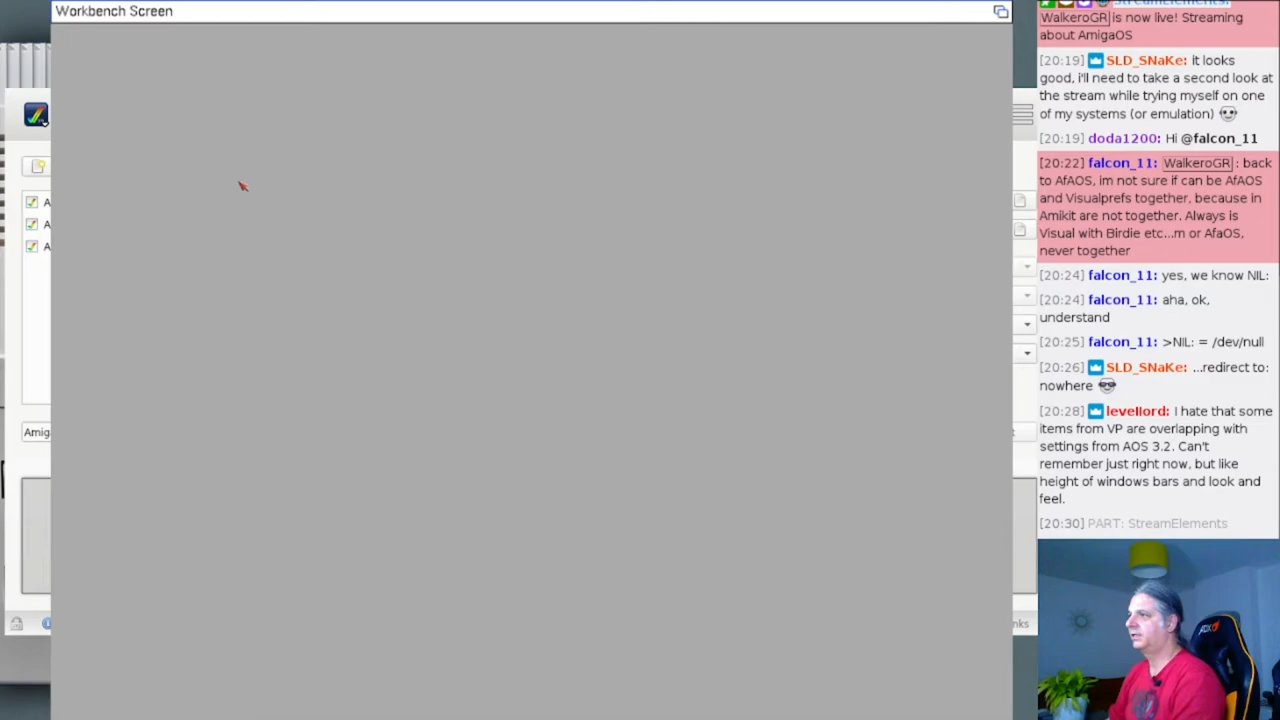 Workbench Screen
A
A
A
Amig
nks
StreamElements:
WalkeroGR is now live! Streaming
about AmigaOS
[20:19] SLD_SNaKe: it looks
good, i'll need to take a second look at
the stream while trying myself on one
of my systems (or emulation)
[20:19] doda1200: Hi @falcon_11
[20:22] falcon_11: WalkeroGR : back
to AfAOS, im not sure if can be AfAOS
and Visualprefs together, because in
Amikit are not together. Always is
Visual with Birdie etc...m or AfaOS,
never together
[20:24] falcon_11: yes, we know NIL:
[20:24] falcon_11: aha, ok,
understand
[20:25] falcon_11: >NIL: = /dev/null
[20:26] SLD_SNaKe: ...redirect to:
nowhere
[20:28] levellord: I hate that some
items from VP are overlapping with
settings from AOS 3.2. Can't
remember just right now, but like
height of windows bars and look and
feel.
[20:30] PART: StreamElements